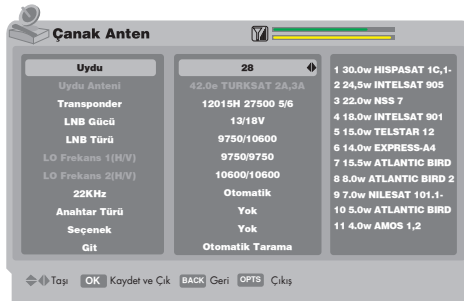 Çanak Anten
Uydu 28
Uydu Anteni 42.0e TURKSAT 2A,3A
Transponder 12015H 27500 5/6
LNB Gücü 13/18V
LNB Türü 9750/10600
LO Frekans 1(H/V) 9750/9750
LO Frekans 2(H/V) 10600/10600
22KHz Otomatik
Anahtar Türü Yok
Seçenek Yok
Git Otomatik Tarama
1 30.0w HISPASAT 1C,1-
2 24,5w INTELSAT 905
3 22.0w NSS 7
4 18.0w INTELSAT 901
5 15.0w TELSTAR 12
6 14.0w EXPRESS-A4
7 15.5w ATLANTIC BIRD
8 8.0w ATLANTIC BIRD 2
9 7.0w NILESAT 101.1-
10 5.0w ATLANTIC BIRD
11 4.0w AMOS 1,2
Taşı OK Kaydet ve Çık BACK Geri OPTS Çıkış